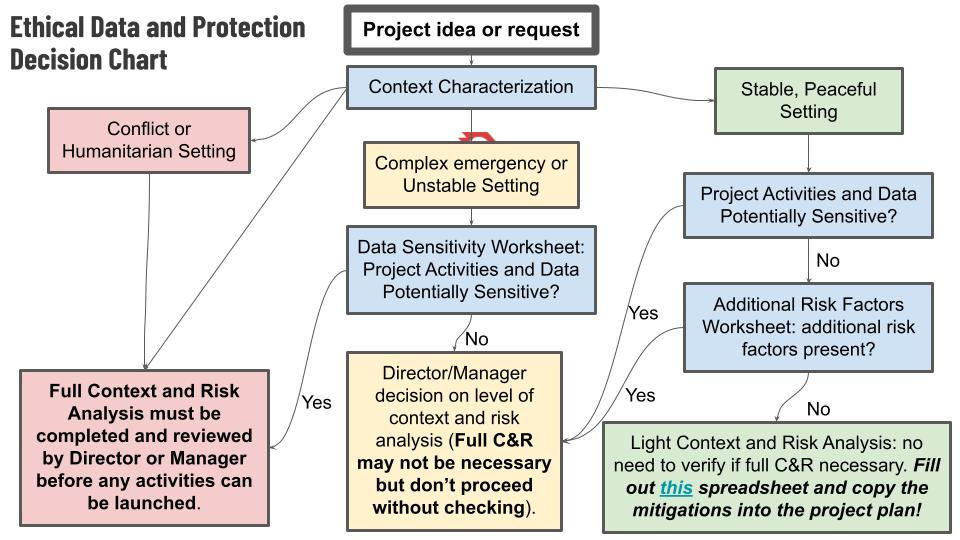 Ethical Data and Protection
Decision Chart
Project idea or request
Context Characterization
Stable, Peaceful
Setting
Conflict or
Humanitarian Setting
Complex emergency or
Unstable Setting
Project Activities and Data
Potentially Sensitive?
Data Sensitivity Worksheet:
Project Activities and Data
Potentially Sensitive?
No
Additional Risk Factors
Worksheet: additional risk
factors present?
Yes
No
Yes
Yes
No
Full Context and Risk
Analysis must be
completed and reviewed
by Director or Manager
before any activities can
be launched.
Director/Manager
decision on level of
context and risk
analysis (Full C&R
may not be necessary
but don't proceed
without checking).
Light Context and Risk Analysis: no
need to verify if full C&R necessary. Fill
out this spreadsheet and copy the
mitigations into the project plan!